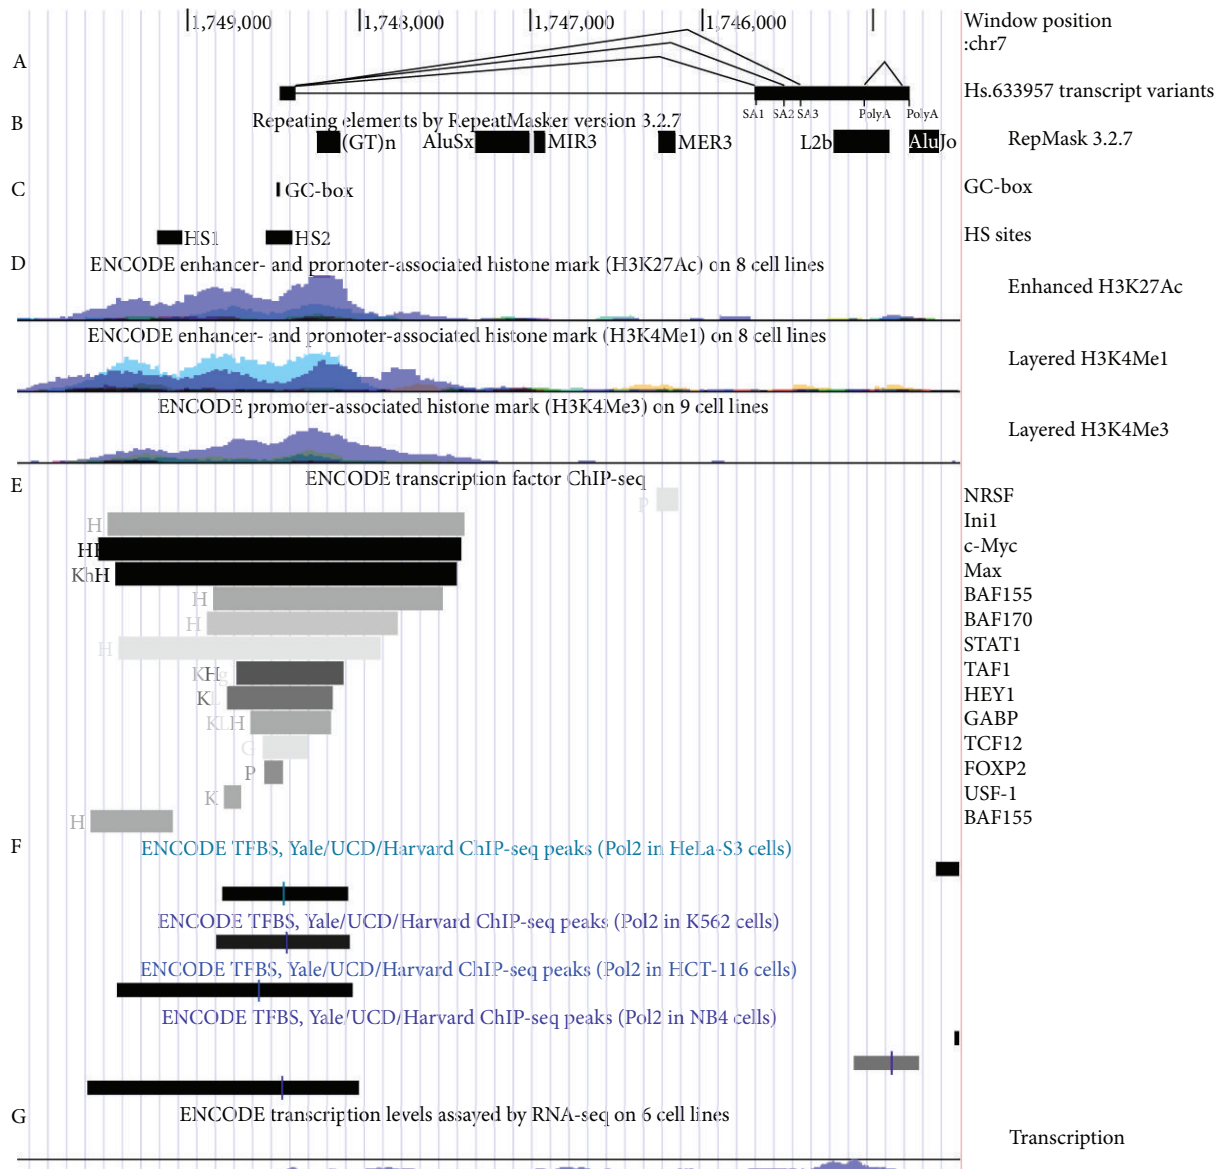 1,749,000 1,748,000 1,747,000 1,746,000 Window position :chr7
A
Hs.633957 transcript variants
SA1 SA2 SA3 PolyA PolyA
B Repeating elements by RepeatMasker version 3.2.7
(GT)n AluSx MIR3 MER3 L2b AluJo RepMask 3.2.7
C GC-box GC-box
HS1 HS2 HS sites
D ENCODE enhancer- and promoter-associated histone mark (H3K27Ac) on 8 cell lines
Enhanced H3K27Ac
ENCODE enhancer- and promoter-associated histone mark (H3K4Me1) on 8 cell lines
Layered H3K4Me1
ENCODE promoter-associated histone mark (H3K4Me3) on 9 cell lines
Layered H3K4Me3
E ENCODE transcription factor ChIP-seq
P NRSF
H Ini1
c-Myc
KhH Max
H BAF155
H BAF170
H STAT1
KHg TAF1
KL HEY1
KLH GABP
G TCF12
P FOXP2
K USF-1
H BAF155
F ENCODE TFBS, Yale/UCD/Harvard ChIP-seq peaks (Pol2 in HeLa-S3 cells)
ENCODE TFBS, Yale/UCD/Harvard ChIP-seq peaks (Pol2 in K562 cells)
ENCODE TFBS, Yale/UCD/Harvard ChIP-seq peaks (Pol2 in HCT-116 cells)
ENCODE TFBS, Yale/UCD/Harvard ChIP-seq peaks (Pol2 in NB4 cells)
G ENCODE transcription levels assayed by RNA-seq on 6 cell lines
Transcription